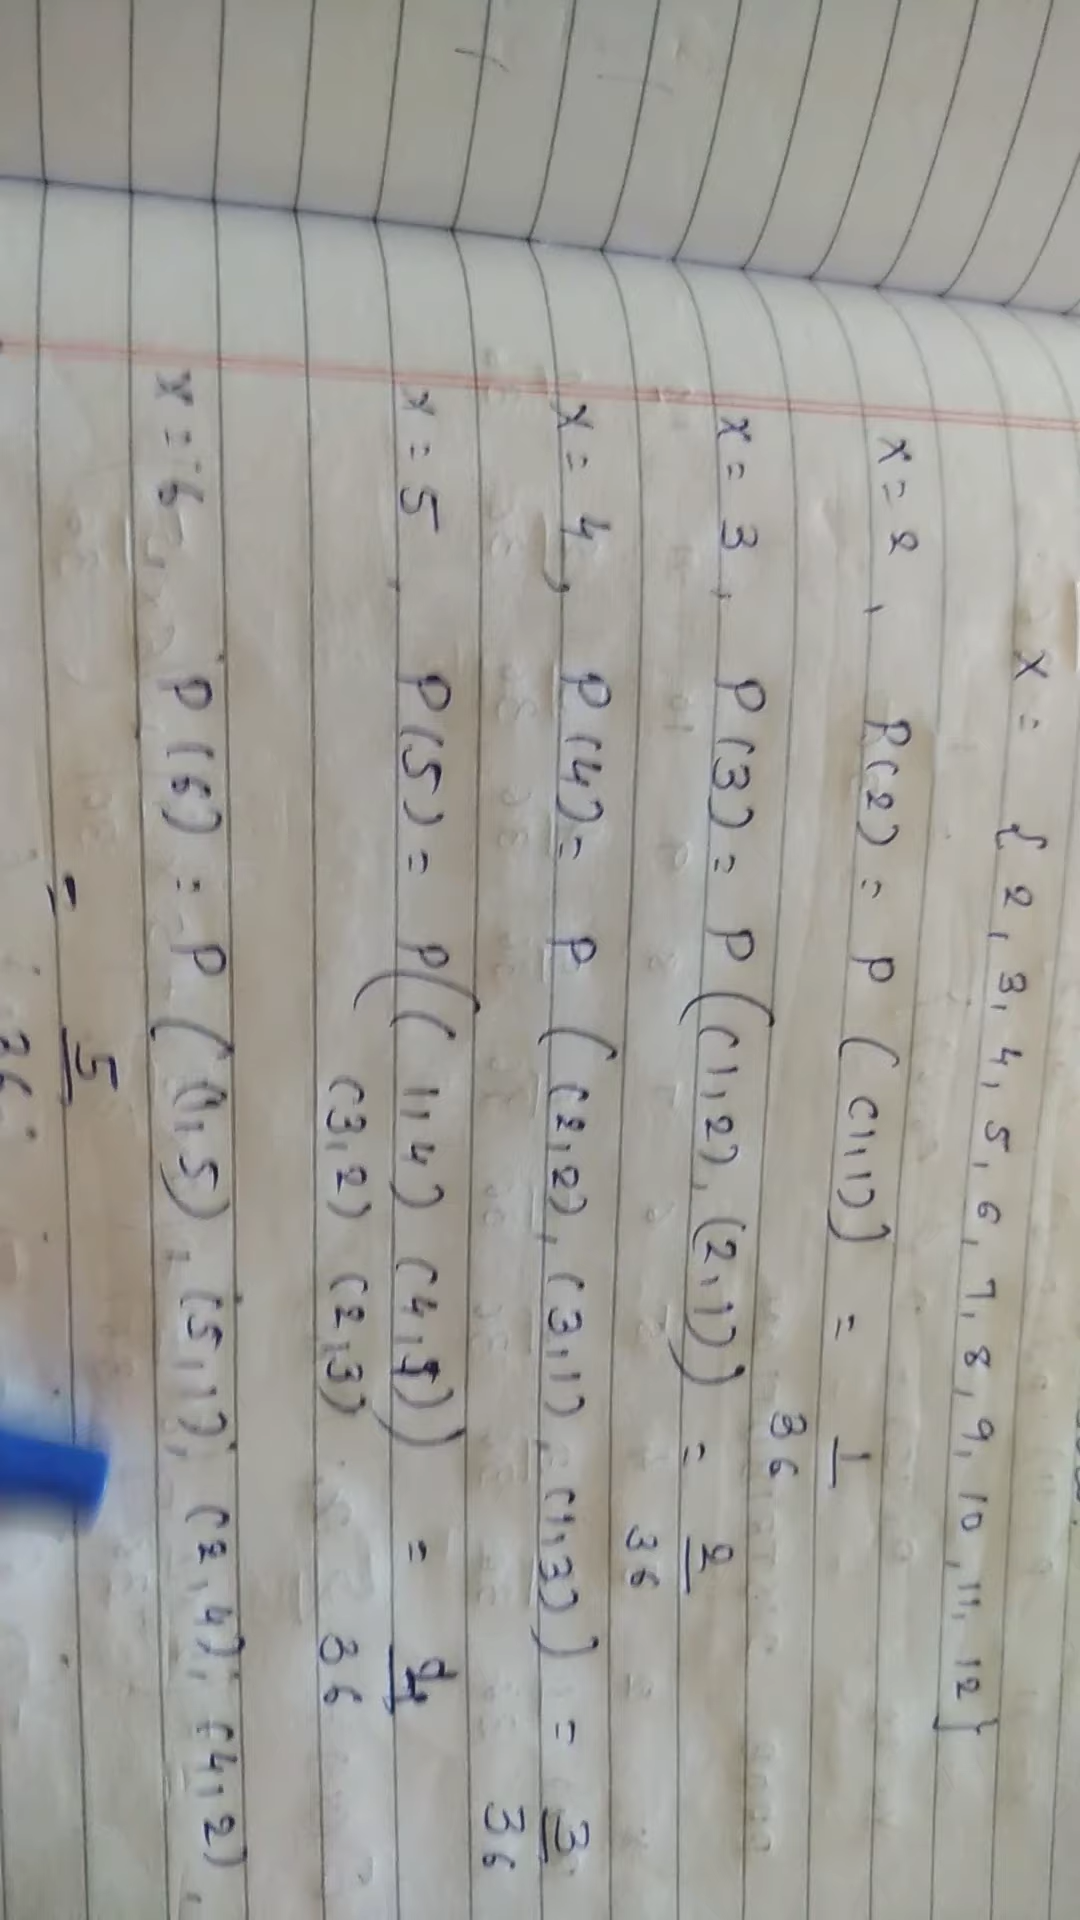 x = { 2, 3, 4, 5, 6, 7, 8, 9, 10, 11, 12 }
x = 2 , P(2) = P ( (1,1) ) = 1/36
x = 3 , P(3) = P ( (1,2), (2,1) ) = 2/36
x = 4 , P(4) = P ( (2,2), (3,1), (1,3) ) = 3/36
x = 5 , P(5) = P ( (1,4) (4,1) ) = 4/36
(3,2) (2,3)
x = 6 , P(6) = P ( (1,5), (5,1), (2,4), (4,2),
= 5/36